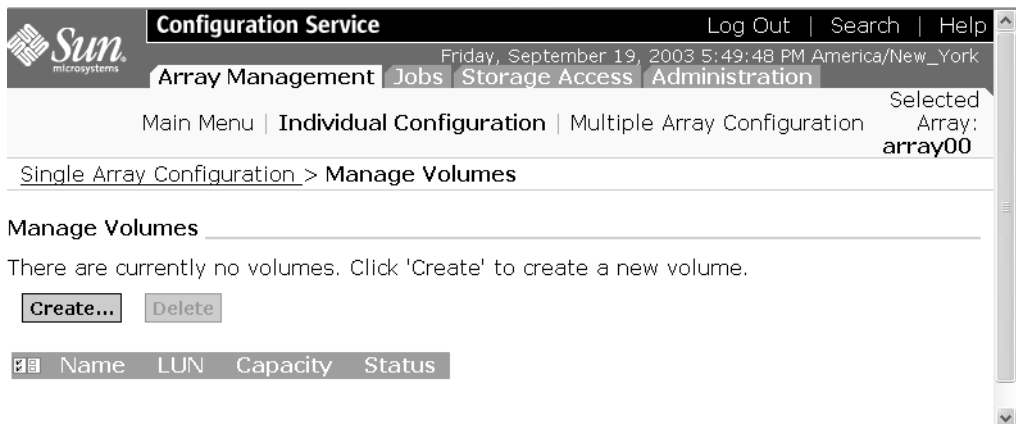 Sun
microsystems
Configuration Service
Log Out | Search | Help
Friday, September 19, 2003 5:49:48 PM America/New_York
Array Management Jobs Storage Access Administration
Main Menu | Individual Configuration | Multiple Array Configuration
Selected
Array:
array00
Single Array Configuration > Manage Volumes
Manage Volumes
There are currently no volumes. Click 'Create' to create a new volume.
Create... Delete
Name LUN Capacity Status